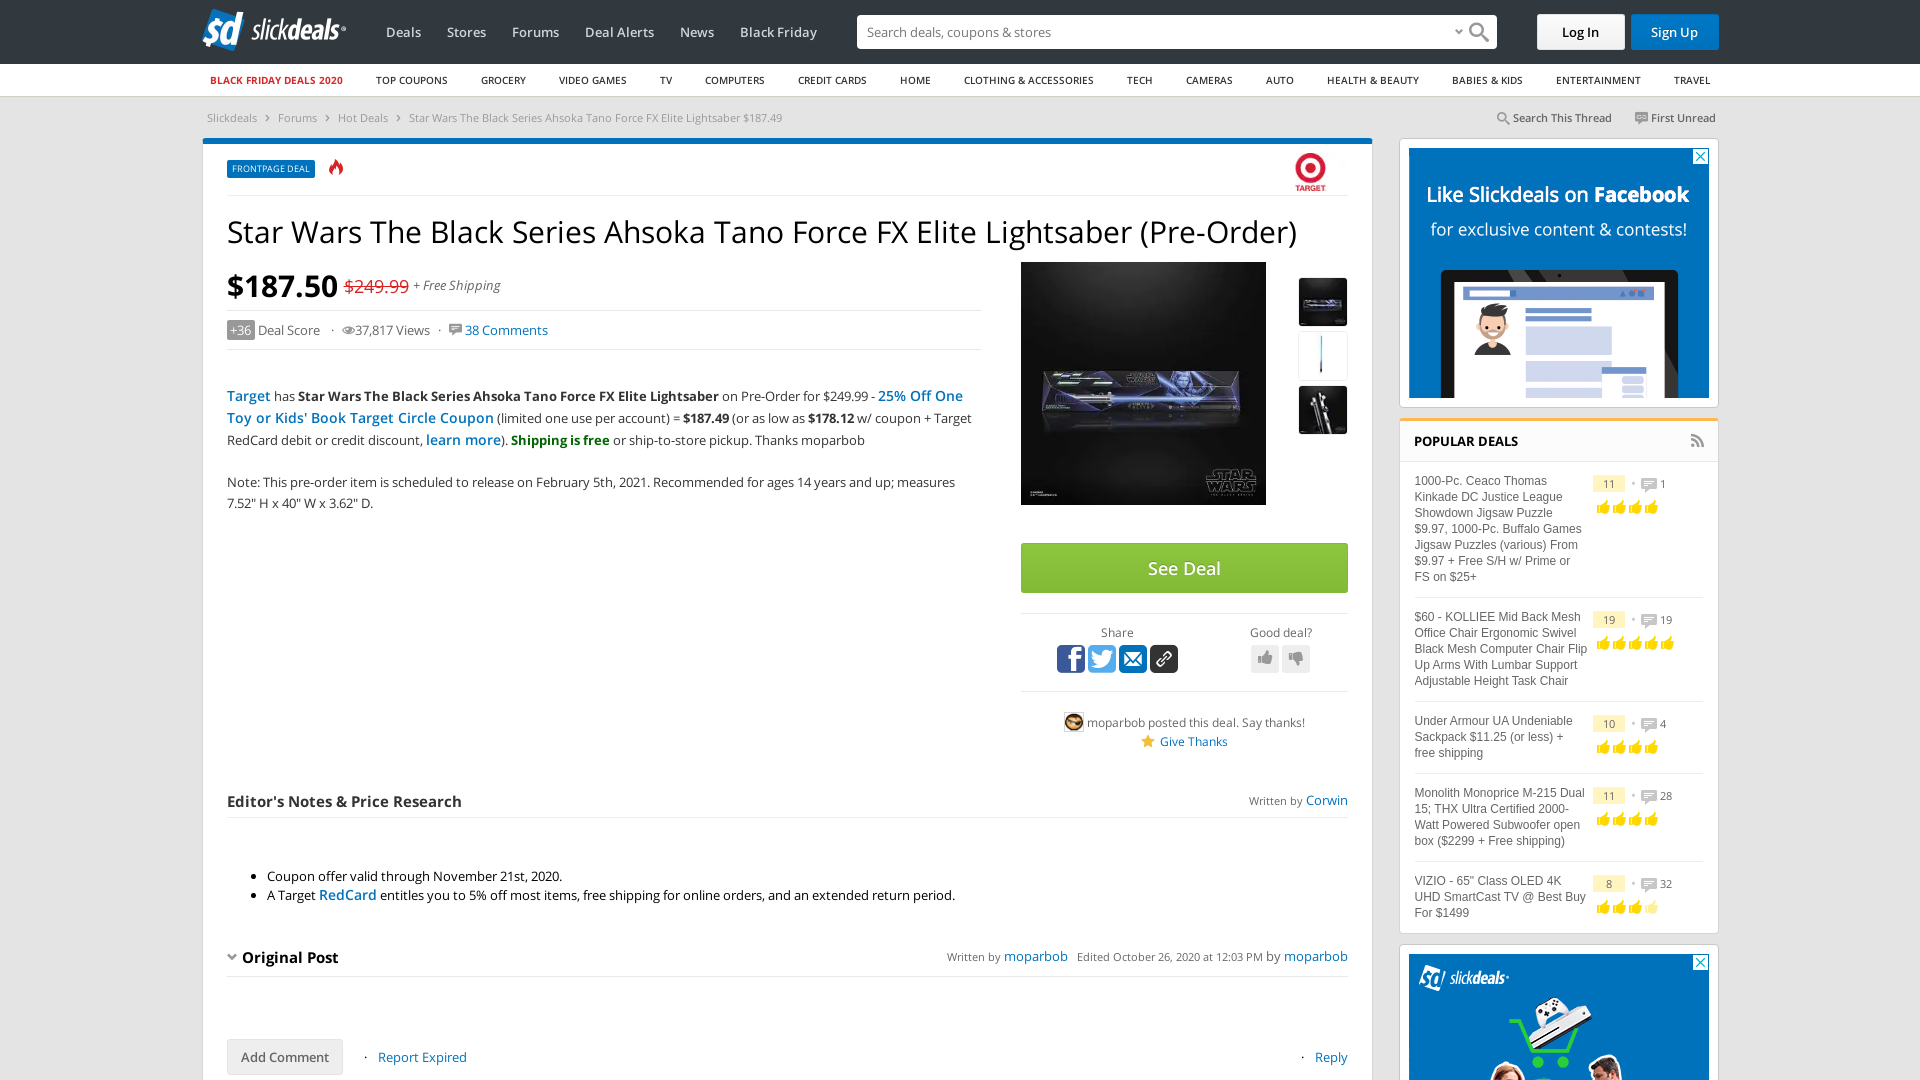 slickdeals
Deals
Stores
Forums
Deal Alerts
News
Black Friday
Search deals, coupons & shopping
Log In
Sign Up
BLACK FRIDAY DEALS 2020
TOP COUPONS
GROCERY
VIDEO GAMES
TV
COMPUTERS
CREDIT CARDS
HOME
CLOTHING & ACCESSORIES
TECH
CAMERAS
AUTO
HEALTH & BEAUTY
BABIES & KIDS
ENTERTAINMENT
TRAVEL
Slickdeals > Forums > Hot Deals > Star Wars The Black Series Ahsoka Tano Force FX Elite Lightsaber $187.49
Search This Thread
First Unread
FRONTPAGE DEAL
TARGET
Star Wars The Black Series Ahsoka Tano Force FX Elite Lightsaber (Pre-Order)
$187.50 $249.99 + Free Shipping
+36 Deal Score · 37,817 Views · 38 Comments
Target has Star Wars The Black Series Ahsoka Tano Force FX Elite Lightsaber on Pre-Order for $249.99 - 25% Off One
Toy or Kids' Book Target Circle Coupon (limited one use per account) = $187.49 (or as low as $178.12 w/ coupon + Target
RedCard debit or credit discount, learn more). Shipping is free or ship-to-store pickup. Thanks moparbob
Note: This pre-order item is scheduled to release on February 5th, 2021. Recommended for ages 14 years and up; measures
7.52" H x 40" W x 3.62" D.
STAR
WARS
See Deal
Share
Good deal?
moparbob posted this deal. Say thanks!
Give Thanks
Editor's Notes & Price Research
Written by Corwin
• Coupon offer valid through November 21st, 2020.
• A Target RedCard entitles you to 5% off most items, free shipping for online orders, and an extended return period.
Original Post
Written by moparbob Edited October 26, 2020 at 12:03 PM by moparbob
Add Comment
· Report Expired
· Reply
Like Slickdeals on Facebook
for exclusive content & contests!
POPULAR DEALS
1000-Pc. Ceaco Thomas
Kinkade DC Justice League
Showdown Jigsaw Puzzle
$9.97, 1000-Pc. Buffalo Games
Jigsaw Puzzles (various) From
$9.97 + Free S/H w/ Prime or
FS on $25+
11 • 1
$60 - KOLLIEE Mid Back Mesh
Office Chair Ergonomic Swivel
Black Mesh Computer Chair Flip
Up Arms With Lumbar Support
Adjustable Height Task Chair
19 • 19
Under Armour UA Undeniable
Sackpack $11.25 (or less) +
free shipping
10 • 4
Monolith Monoprice M-215 Dual
15; THX Ultra Certified 2000-
Watt Powered Subwoofer open
box ($2299 + Free shipping)
11 • 28
VIZIO - 65" Class OLED 4K
UHD SmartCast TV @ Best Buy
For $1499
8 • 32
slickdeals